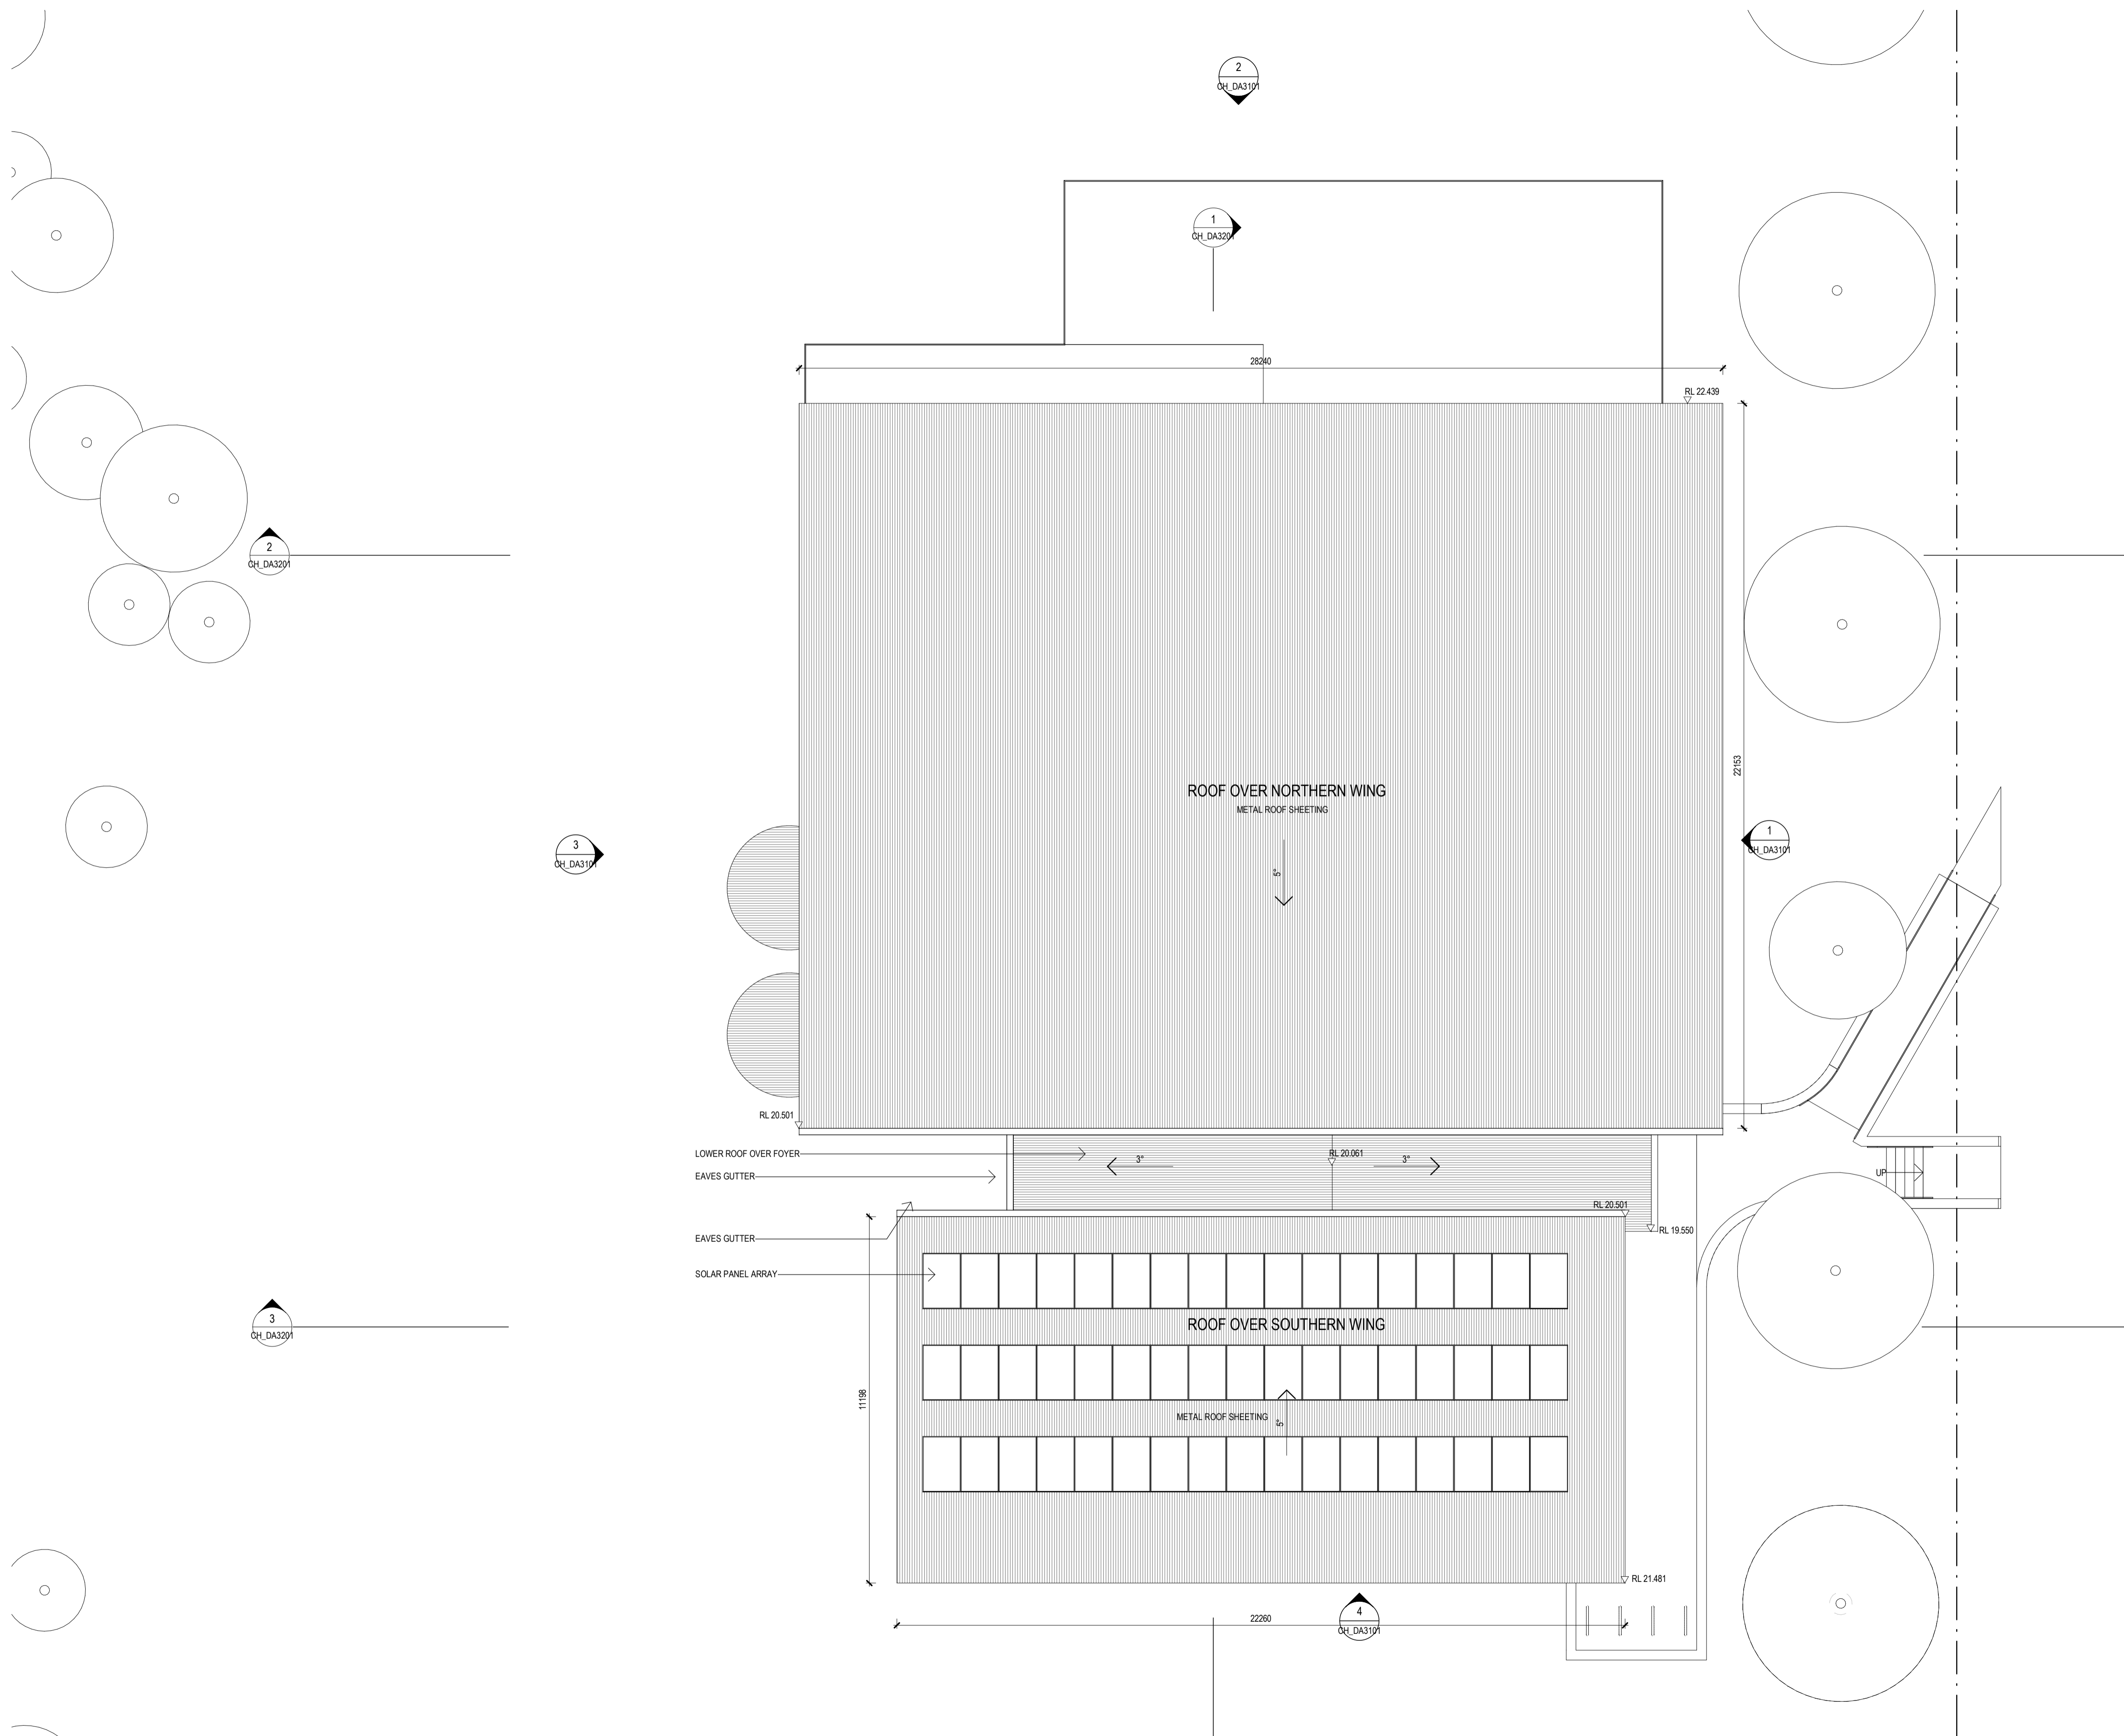 2
CH_DA3101
1
CH_DA3201
28240
RL 22.439
2
CH_DA3201
22153
ROOF OVER NORTHERN WING
METAL ROOF SHEETING
5°
3
CH_DA3101
1
CH_DA3101
RL 20.501
LOWER ROOF OVER FOYER
3°
RL 20.061
3°
EAVES GUTTER
UP
RL 20.501
RL 19.550
EAVES GUTTER
SOLAR PANEL ARRAY
3
CH_DA3201
ROOF OVER SOUTHERN WING
11198
METAL ROOF SHEETING
5°
RL 21.481
22260
4
CH_DA3101